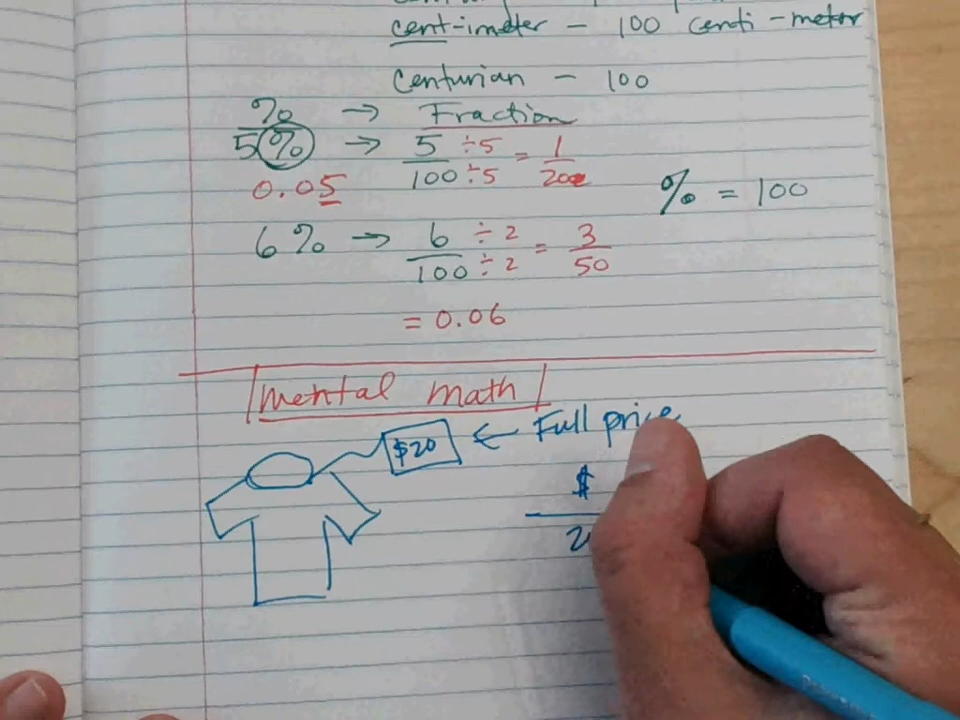 cent-imeter - 100 centi-meter
Centurian - 100
% → Fraction
5% → 5/100 ÷5/÷5 = 1/20
0.05
% = 100
6% → 6/100 ÷2/÷2 = 3/50
= 0.06
mental math
$20 ← Full price
$
2